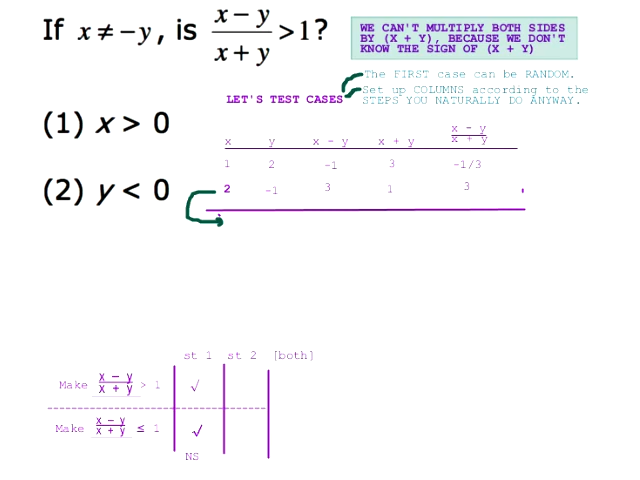 If x ≠ −y, is (x − y)/(x + y) > 1?
WE CAN'T MULTIPLY BOTH SIDES
BY (X + Y), BECAUSE WE DON'T
KNOW THE SIGN OF (X + Y)
The FIRST case can be RANDOM.
Set up COLUMNS according to the
STEPS YOU NATURALLY DO ANYWAY.
LET'S TEST CASES
(1) x > 0
x y x - y x + y (x - y)/(x + y)
1 2 -1 3 -1/3
(2) y < 0
2 -1 3 1 3
st 1 st 2 [both]
Make (x - y)/(x + y) > 1 √
Make (x - y)/(x + y) ≤ 1 √
NS